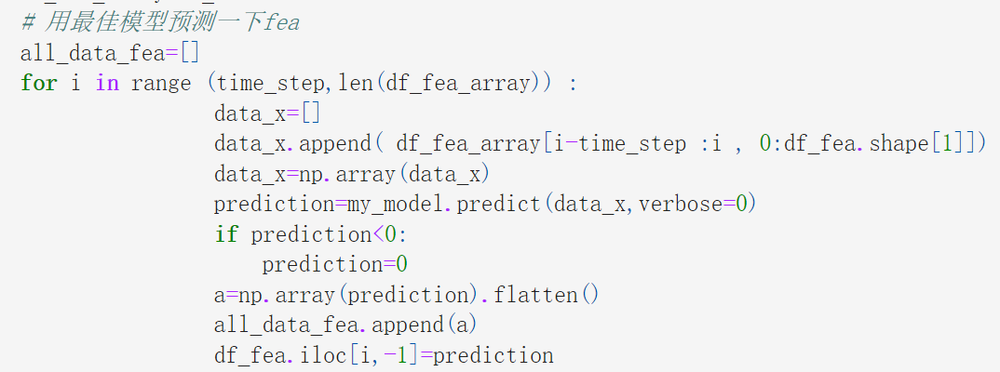 # 用最佳模型预测一下fea
all_data_fea=[]
for i in range (time_step,len(df_fea_array)) :
data_x=[]
data_x.append( df_fea_array[i-time_step :i , 0:df_fea.shape[1]])
data_x=np.array(data_x)
prediction=my_model.predict(data_x,verbose=0)
if prediction<0:
prediction=0
a=np.array(prediction).flatten()
all_data_fea.append(a)
df_fea.iloc[i,-1]=prediction